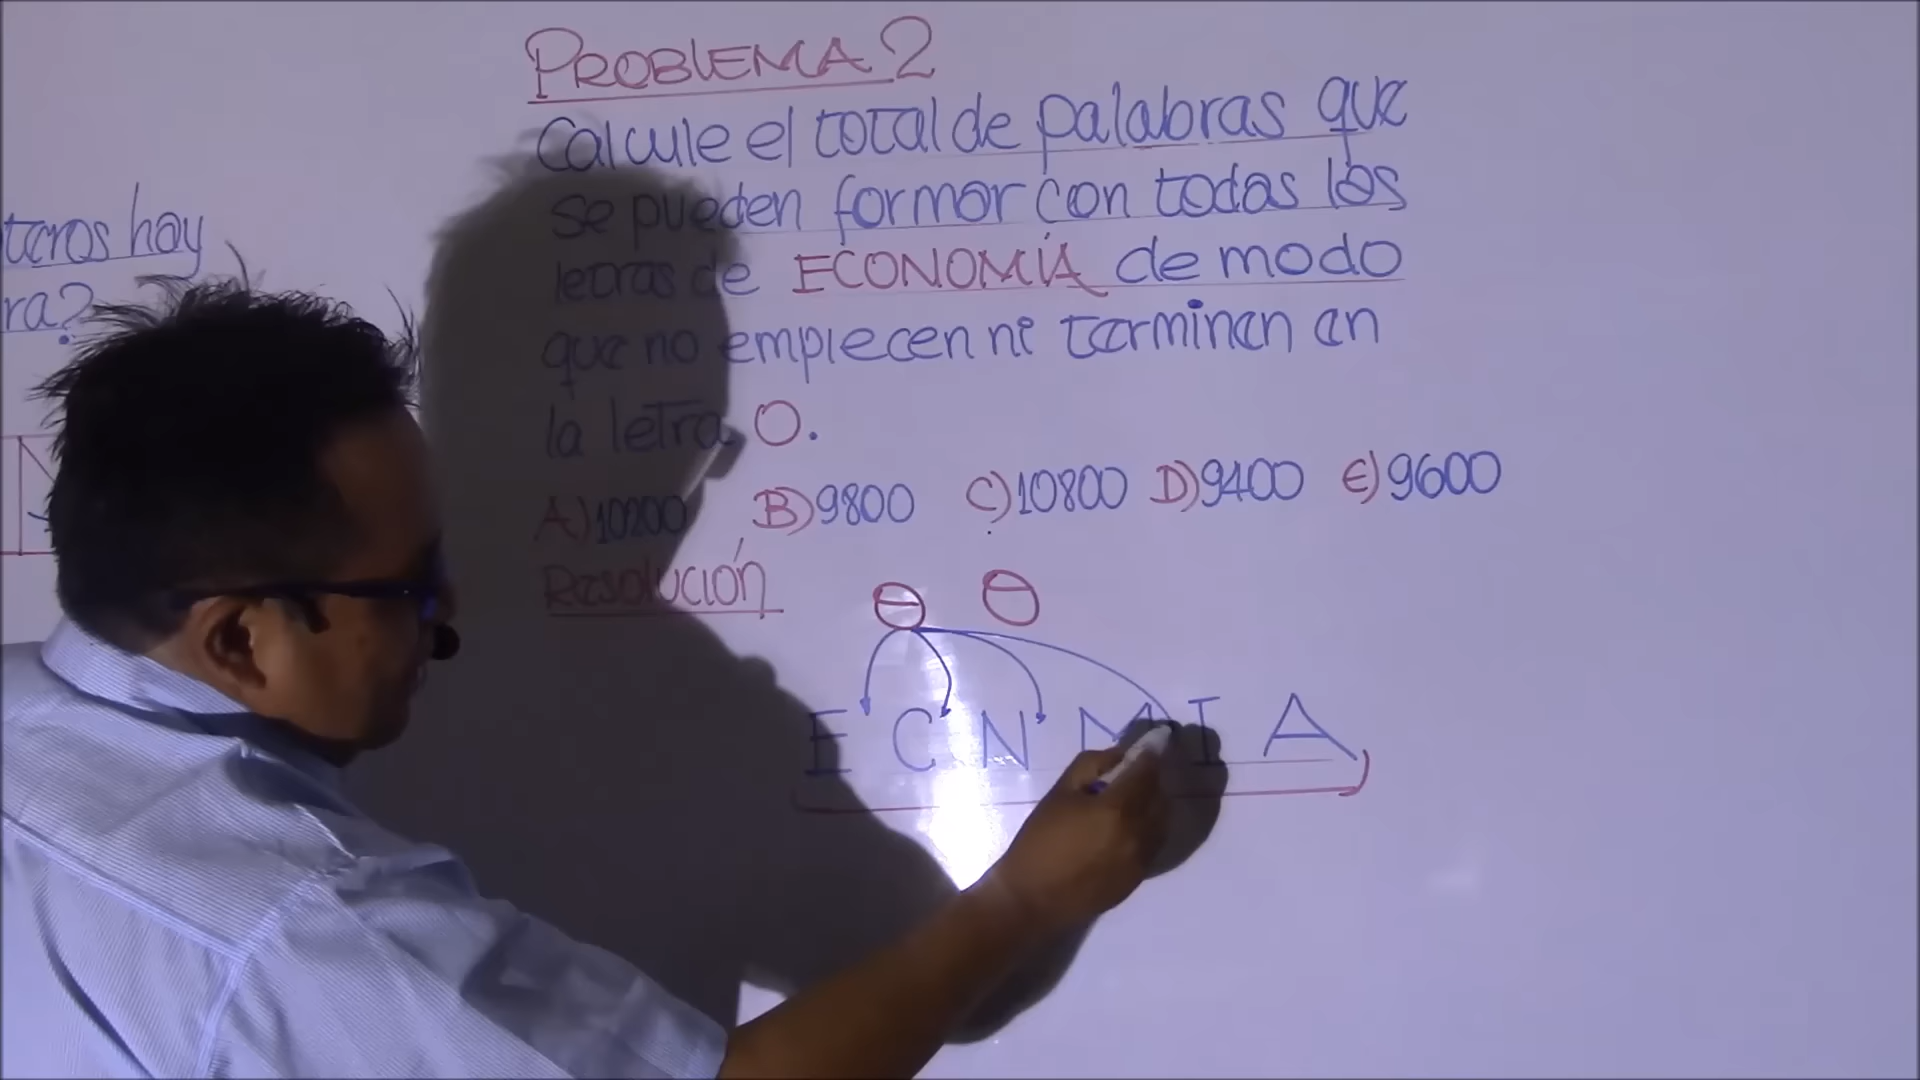 PROBLEMA 2
Calcule el total de palabras que
se pueden formar con todas las
letras de ECONOMÍA de modo
que no empiecen ni terminen en
la letra O.
A)10200 B)9800 C)10800 D)9400 E)9600
Resolución
O O
E C N M I A
teros hay
ra?
N